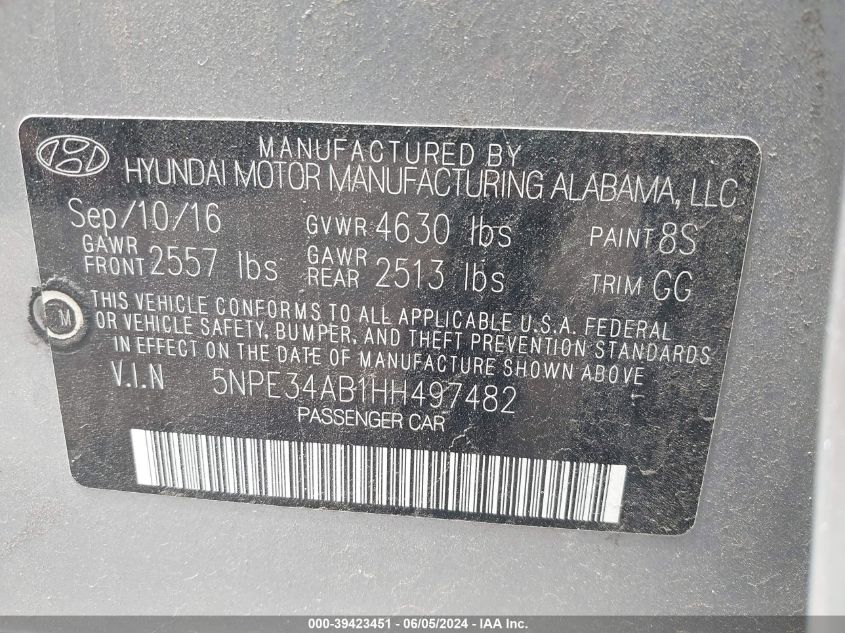 MANUFACTURED BY
HYUNDAI MOTOR MANUFACTURING ALABAMA, LLC
Sep/10/16 GVWR 4630 lbs PAINT 8S
GAWR FRONT 2557 lbs GAWR REAR 2513 lbs TRIM GG
THIS VEHICLE CONFORMS TO ALL APPLICABLE U.S.A. FEDERAL
OR VEHICLE SAFETY, BUMPER, AND THEFT PREVENTION STANDARDS
IN EFFECT ON THE DATE OF MANUFACTURE SHOWN ABOVE
V.I.N 5NPE34AB1HH497482
PASSENGER CAR
M
000-39423451 - 06/05/2024 - IAA Inc.